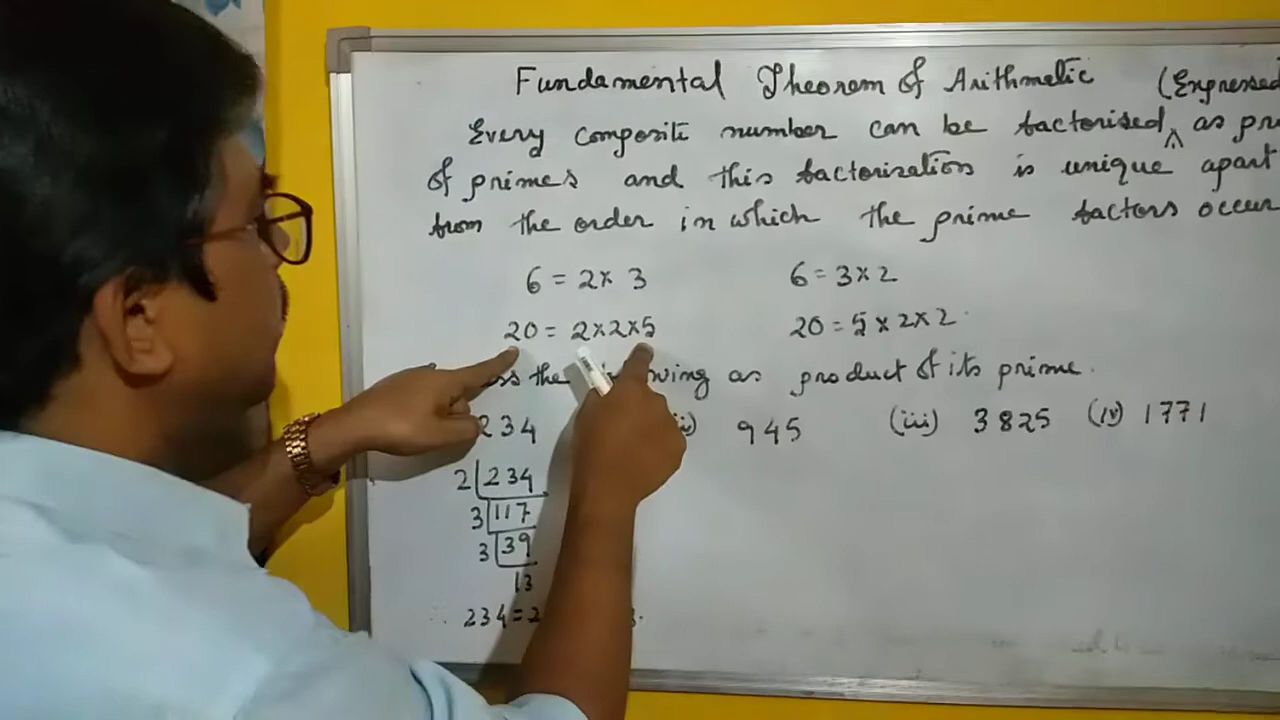 Fundamental Theorem of Arithmetic (Expressed
Every composite number can be factorised ^ as pr
of primes and this factorization is unique apart
from the order in which the prime factors occur
6 = 2 × 3 6 = 3 × 2
20 = 2 × 2 × 5 20 = 5 × 2 × 2
the as product of its prime.
234 945 (iii) 3825 (iv) 1771
2 | 234
3 | 117
3 | 39
13
∴ 234 = 2